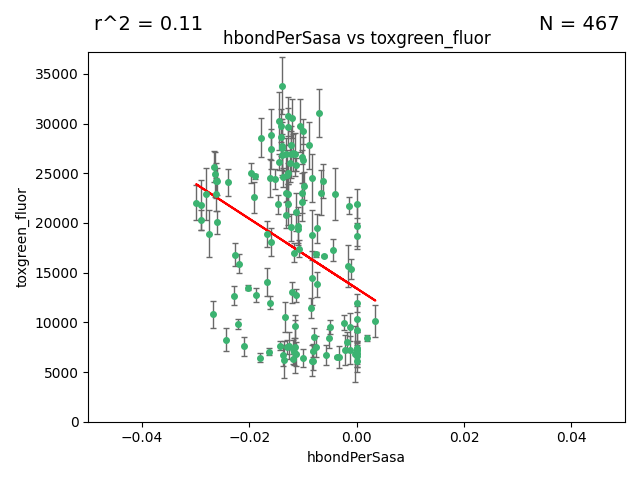 r^2 = 0.11
N = 467
hbondPerSasa vs toxgreen_fluor
35000
30000
25000
20000
15000
10000
5000
0
toxgreen_fluor
−0.04
−0.02
0.00
0.02
0.04
hbondPerSasa